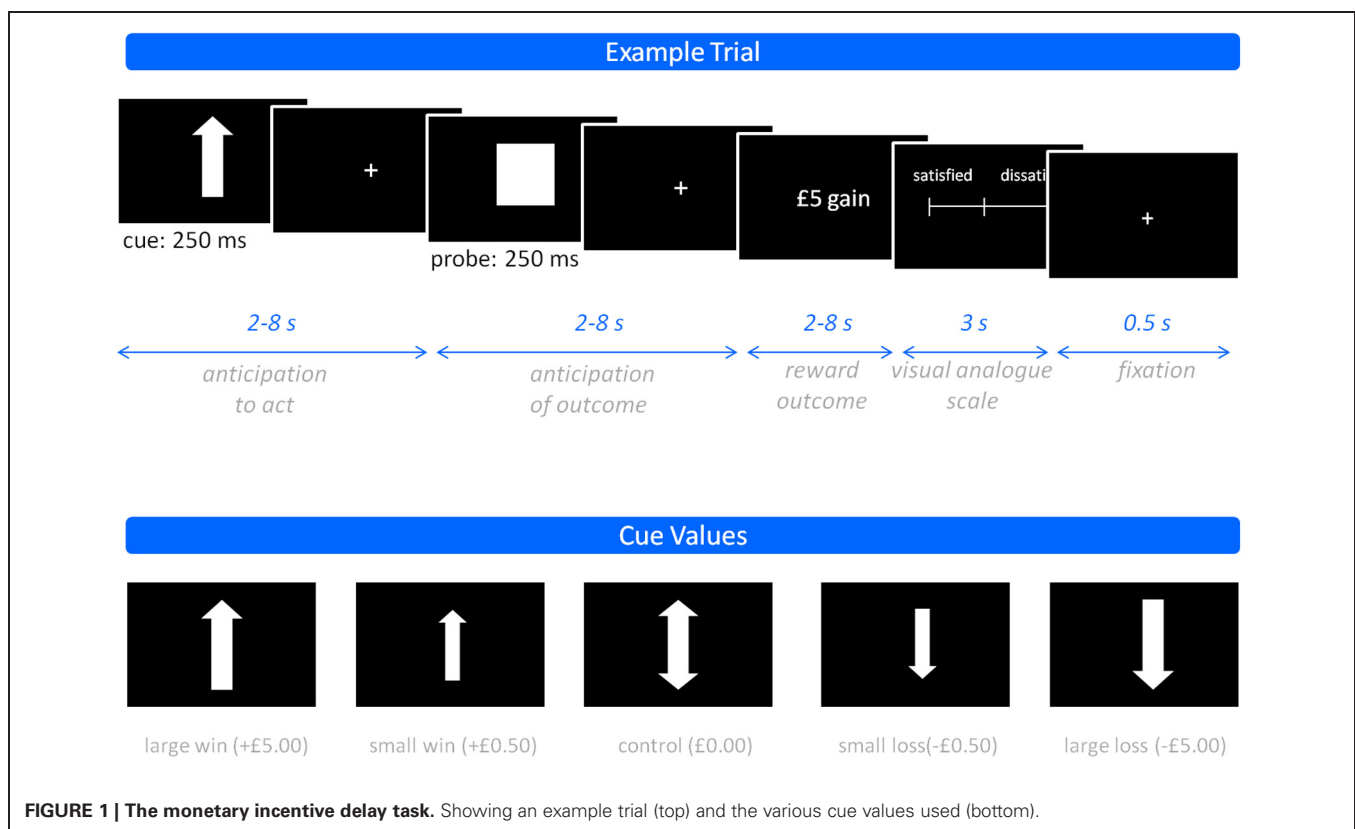 Example Trial
+
+
£5 gain
satisfied dissati
+
cue: 250 ms
probe: 250 ms
2-8 s 2-8 s 2-8 s 3 s 0.5 s
anticipation anticipation reward visual analogue fixation
to act of outcome outcome scale
Cue Values
large win (+£5.00) small win (+£0.50) control (£0.00) small loss(-£0.50) large loss (-£5.00)
FIGURE 1 | The monetary incentive delay task. Showing an example trial (top) and the various cue values used (bottom).